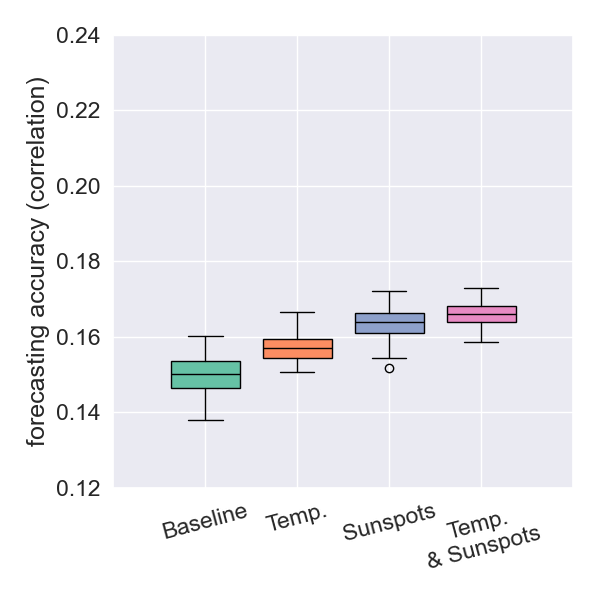 forecasting accuracy (correlation)
0.24
0.22
0.20
0.18
0.16
0.14
0.12
Baseline
Temp.
Sunspots
Temp.
& Sunspots